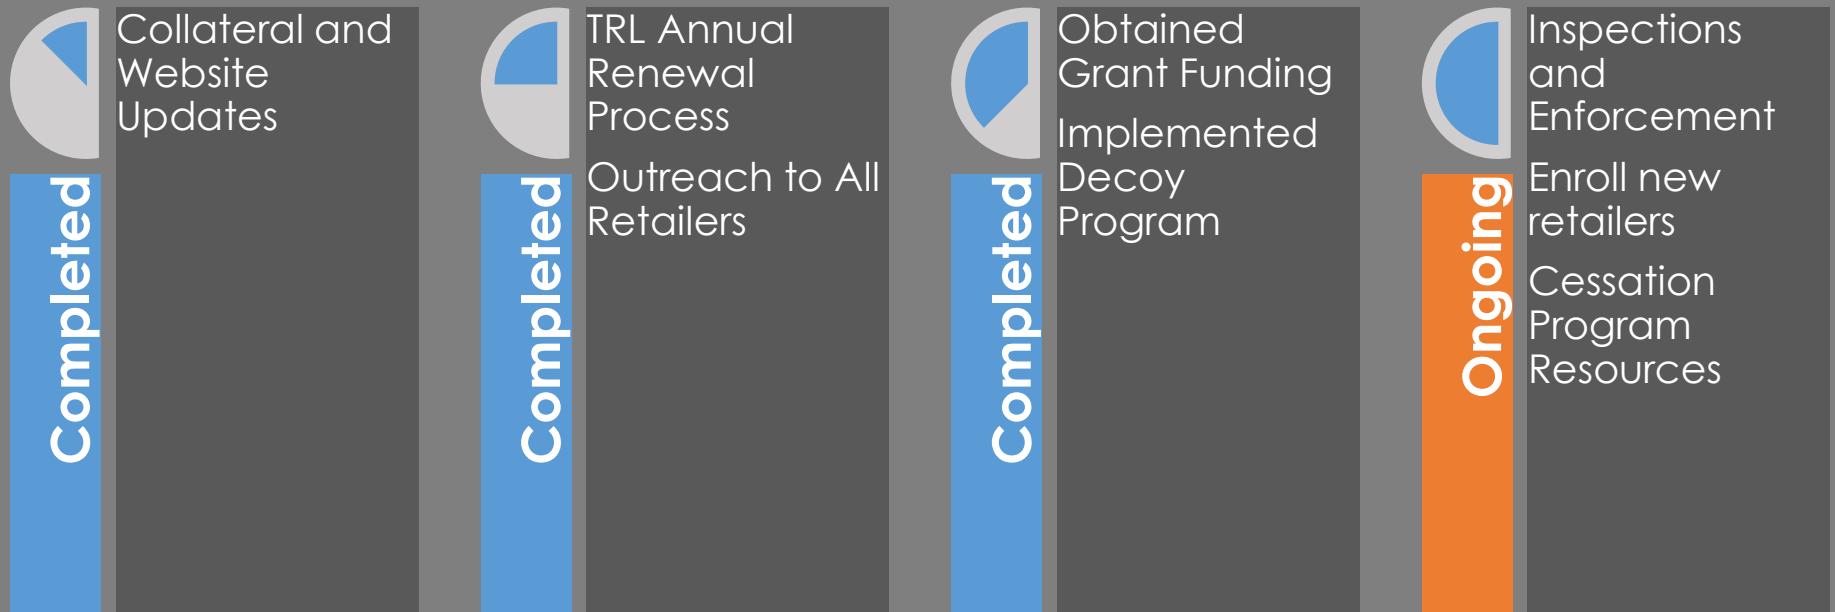 Completed
Collateral and
Website
Updates
Completed
TRL Annual
Renewal
Process
Outreach to All
Retailers
Completed
Obtained
Grant Funding
Implemented
Decoy
Program
Ongoing
Inspections
and
Enforcement
Enroll new
retailers
Cessation
Program
Resources